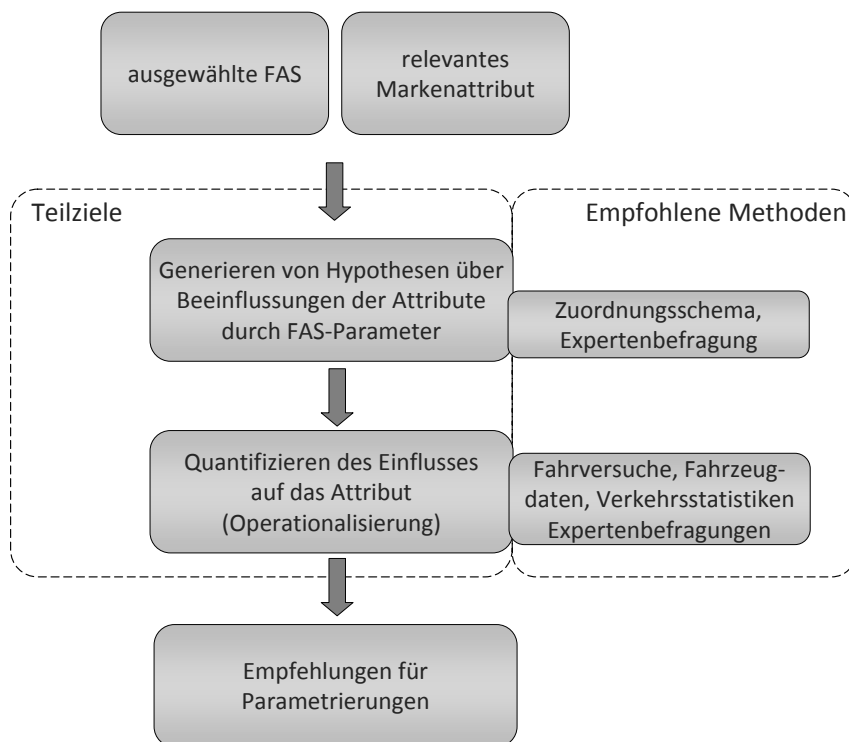 ausgewählte FAS
relevantes
Markenattribut
Teilziele
Empfohlene Methoden
Generieren von Hypothesen über
Beeinflussungen der Attribute
durch FAS-Parameter
Zuordnungsschema,
Expertenbefragung
Quantifizieren des Einflusses
auf das Attribut
(Operationalisierung)
Fahrversuche, Fahrzeug-
daten, Verkehrsstatistiken
Expertenbefragungen
Empfehlungen für
Parametrierungen